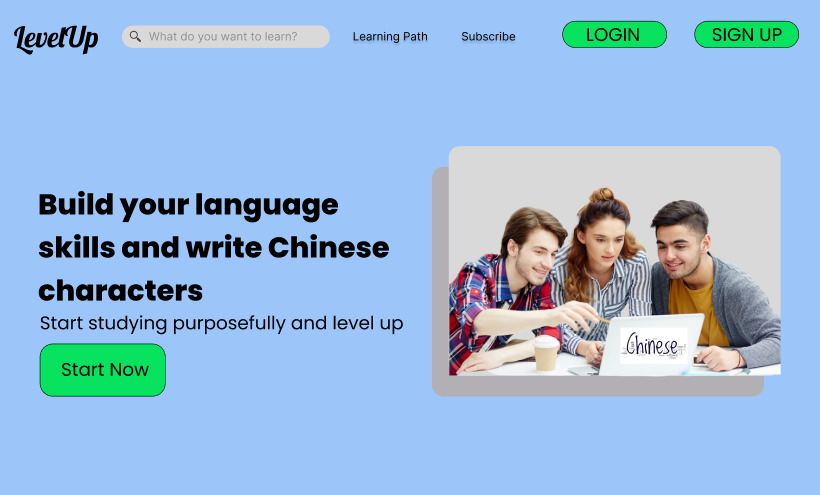 LevelUp
What do you want to learn?
Learning Path
Subscribe
LOGIN
SIGN UP
Build your language
skills and write Chinese
characters
Start studying purposefully and level up
Start Now
Chinese